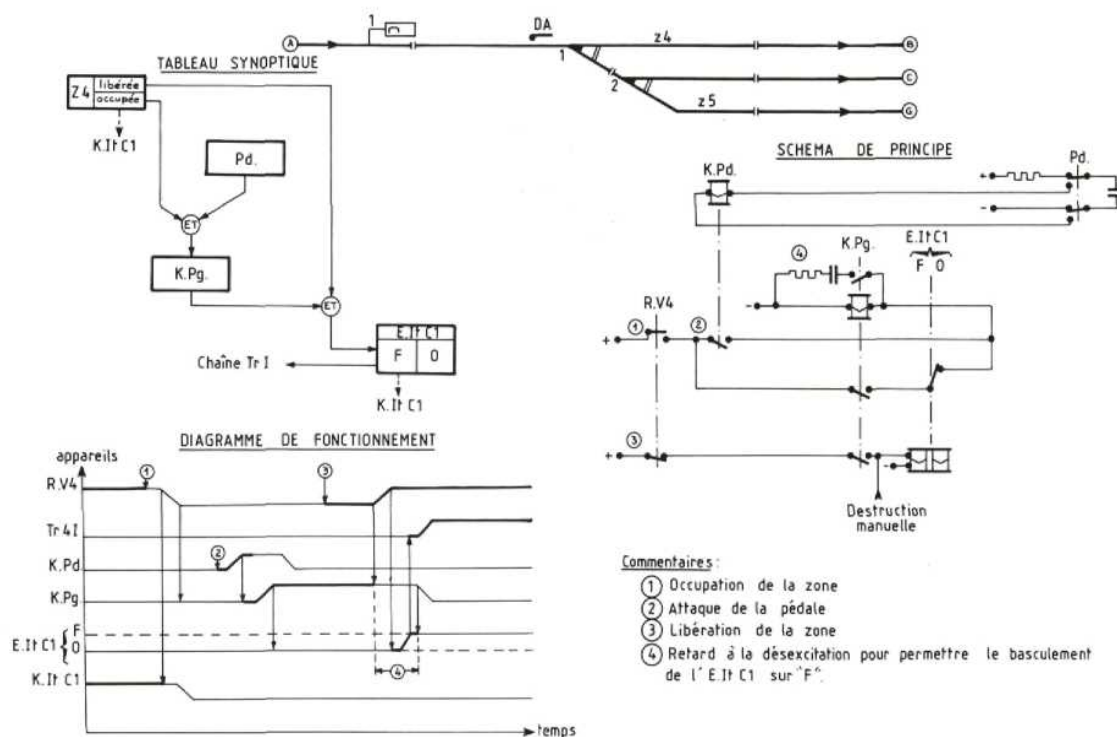 1
DA
A
1
z4
B
2
C
z5
G
TABLEAU SYNOPTIQUE
Z4
libérée
occupée
K.It C1
Pd.
ET
K.Pg.
ET
E.It C1
F
O
Chaîne Tr I
K.It C1
SCHEMA DE PRINCIPE
K.Pd.
Pd.
+
-
K.Pg.
E.It C1
F O
4
-
R.V4
1
2
+
3
+
-
Destruction
manuelle
DIAGRAMME DE FONCTIONNEMENT
appareils
1
3
R.V4
Tr 4I
2
K.Pd.
K.Pg
F
E.It C1 { O
4
K.It C1
temps
Commentaires :
1 Occupation de la zone
2 Attaque de la pédale
3 Libération de la zone
4 Retard à la désexcitation pour permettre le basculement
de l' E.It C1 sur "F".